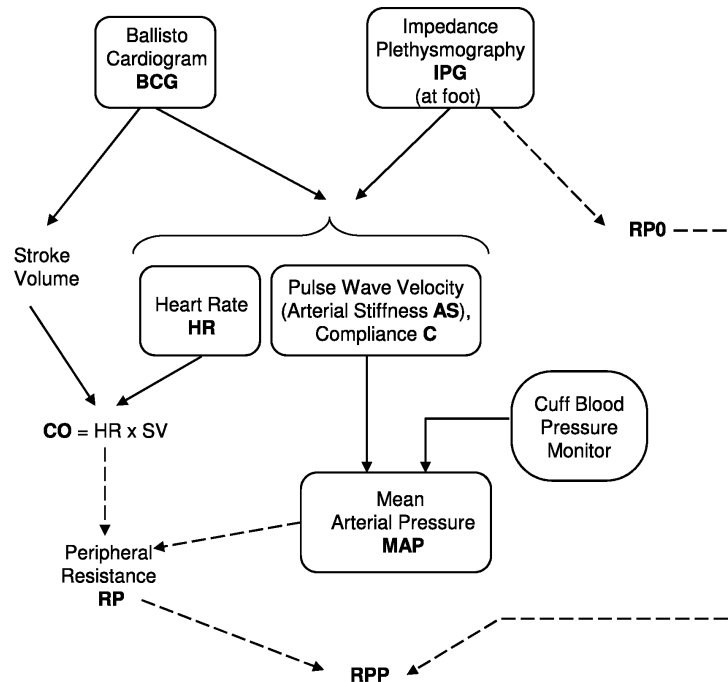 Ballisto
Cardiogram
BCG
Impedance
Plethysmography
IPG
(at foot)
RP0
Stroke
Volume
Heart Rate
HR
Pulse Wave Velocity
(Arterial Stiffness AS),
Compliance C
Cuff Blood
Pressure
Monitor
CO = HR x SV
Mean
Arterial Pressure
MAP
Peripheral
Resistance
RP
RPP